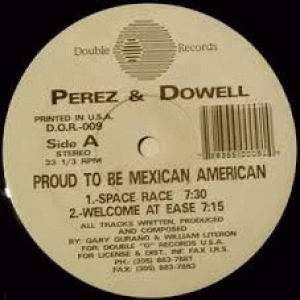 Double Records
PEREZ & DOWELL
PRINTED IN U.S.A.
D.O.R.-009
Side A
STEREO
33 1/3 RPM
PROUD TO BE MEXICAN AMERICAN
1.-SPACE RACE 7:30
2.-WELCOME AT EASE 7:15
ALL TRACKS WRITTEN, PRODUCED
AND COMPOSED
BY: GARY GURAÑO & WILLIAM LITERON
FOR: DOUBLE "O" RECORDS U.S.A.
FOR LICENSE & DIST., INF FAX I.R.S.
PH: (305) 883-7881
FAX: (305) 883-7883